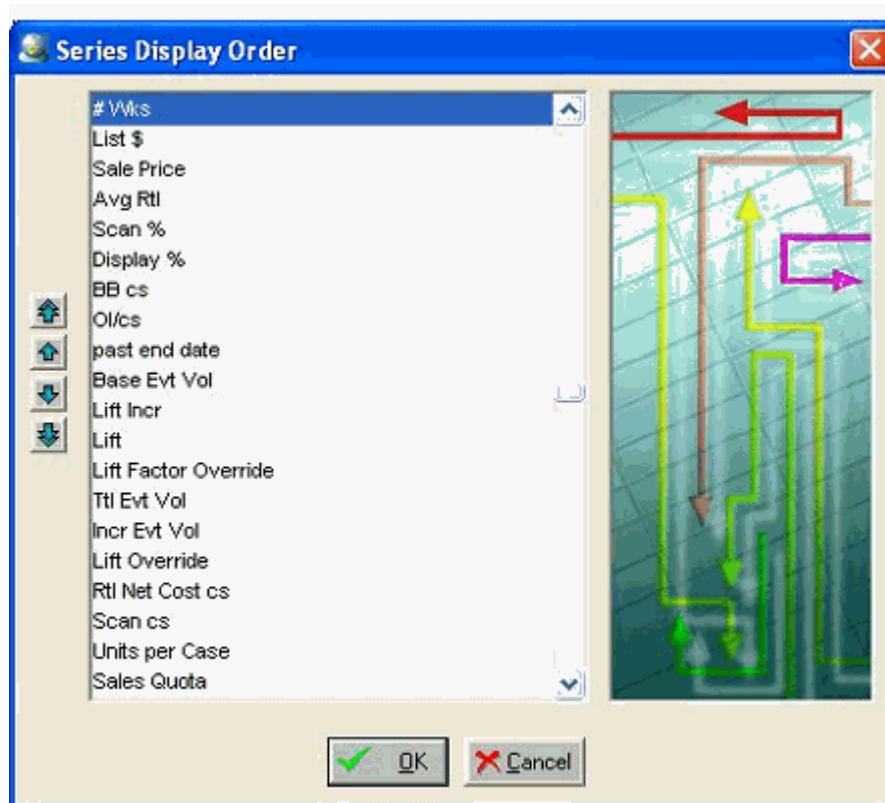 Series Display Order
# Wks
List $
Sale Price
Avg Rtl
Scan %
Display %
BB cs
OI/cs
past end date
Base Evt Vol
Lift Incr
Lift
Lift Factor Override
Ttl Evt Vol
Incr Evt Vol
Lift Override
Rtl Net Cost cs
Scan cs
Units per Case
Sales Quota
OK
Cancel